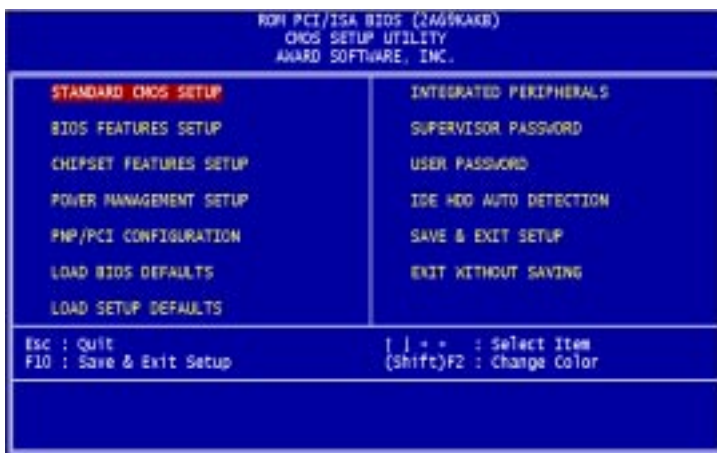 ROM PCI/ISA BIOS (2A69KAKB)
CMOS SETUP UTILITY
AWARD SOFTWARE, INC.
STANDARD CMOS SETUP
BIOS FEATURES SETUP
CHIPSET FEATURES SETUP
POWER MANAGEMENT SETUP
PNP/PCI CONFIGURATION
LOAD BIOS DEFAULTS
LOAD SETUP DEFAULTS
INTEGRATED PERIPHERALS
SUPERVISOR PASSWORD
USER PASSWORD
IDE HDD AUTO DETECTION
SAVE & EXIT SETUP
EXIT WITHOUT SAVING
Esc : Quit
F10 : Save & Exit Setup
: Select Item
(Shift)F2 : Change Color